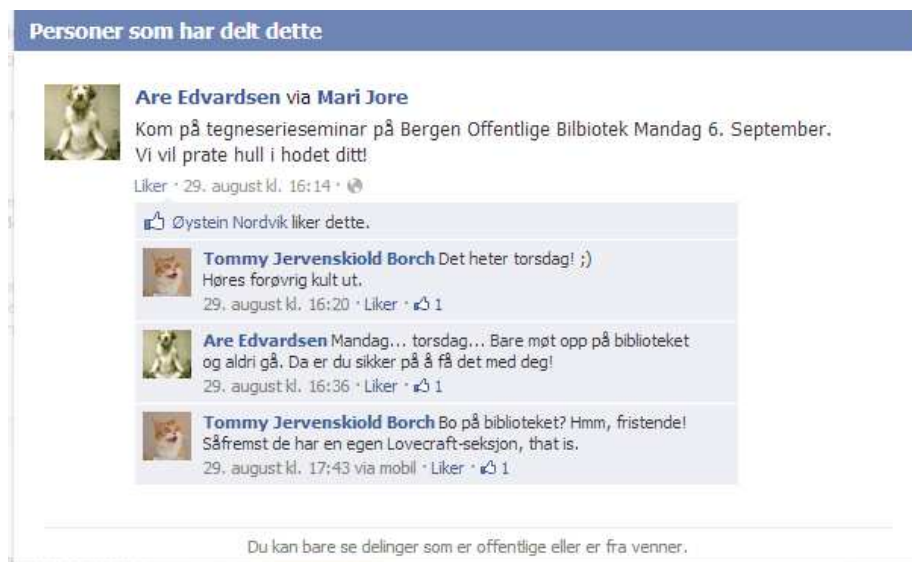 Personer som har delt dette
Are Edvardsen via Mari Jore
Kom på tegneserieseminar på Bergen Offentlige Bilbiotek Mandag 6. September.
Vi vil prate hull i hodet ditt!
Liker · 29. august kl. 16:14 ·
Øystein Nordvik liker dette.
Tommy Jervenskiold Borch Det heter torsdag! ;)
Høres forøvrig kult ut.
29. august kl. 16:20 · Liker · 1
Are Edvardsen Mandag... torsdag... Bare møt opp på biblioteket
og aldri gå. Da er du sikker på å få det med deg!
29. august kl. 16:36 · Liker · 1
Tommy Jervenskiold Borch Bo på biblioteket? Hmm, fristende!
Såfremst de har en egen Lovecraft-seksjon, that is.
29. august kl. 17:43 via mobil · Liker · 1
Du kan bare se delinger som er offentlige eller er fra venner.